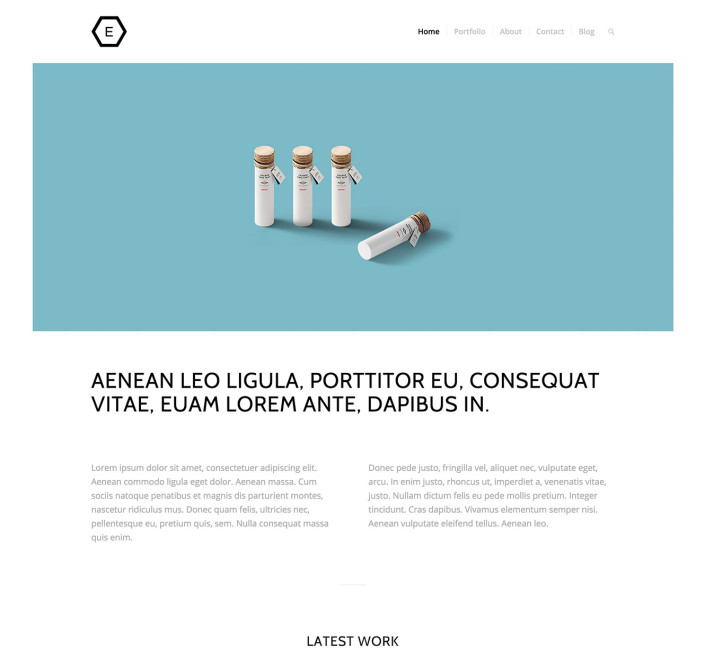 E
Home
Portfolio
About
Contact
Blog
AENEAN LEO LIGULA, PORTTITOR EU, CONSEQUAT
VITAE, EUAM LOREM ANTE, DAPIBUS IN.
Lorem ipsum dolor sit amet, consectetuer adipiscing elit.
Aenean commodo ligula eget dolor. Aenean massa. Cum
sociis natoque penatibus et magnis dis parturient montes,
nascetur ridiculus mus. Donec quam felis, ultricies nec,
pellentesque eu, pretium quis, sem. Nulla consequat massa
quis enim.
Donec pede justo, fringilla vel, aliquet nec, vulputate eget,
arcu. In enim justo, rhoncus ut, imperdiet a, venenatis vitae,
justo. Nullam dictum felis eu pede mollis pretium. Integer
tincidunt. Cras dapibus. Vivamus elementum semper nisi.
Aenean vulputate eleifend tellus. Aenean leo.
LATEST WORK